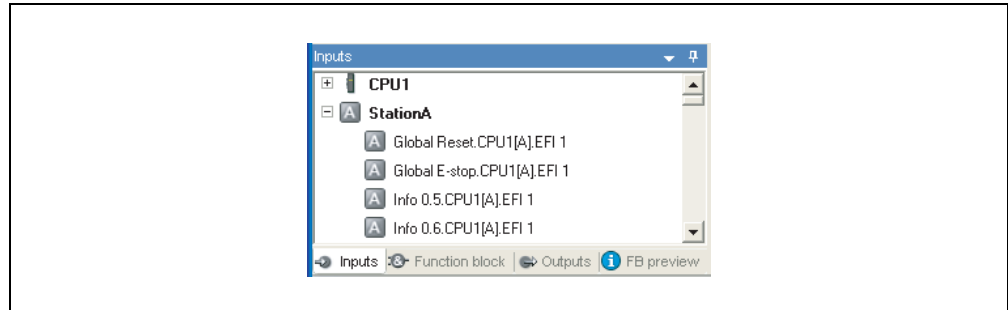 Inputs
CPU1
A StationA
A Global Reset.CPU1[A].EFI 1
A Global E-stop.CPU1[A].EFI 1
A Info 0.5.CPU1[A].EFI 1
A Info 0.6.CPU1[A].EFI 1
Inputs Function block Outputs FB preview